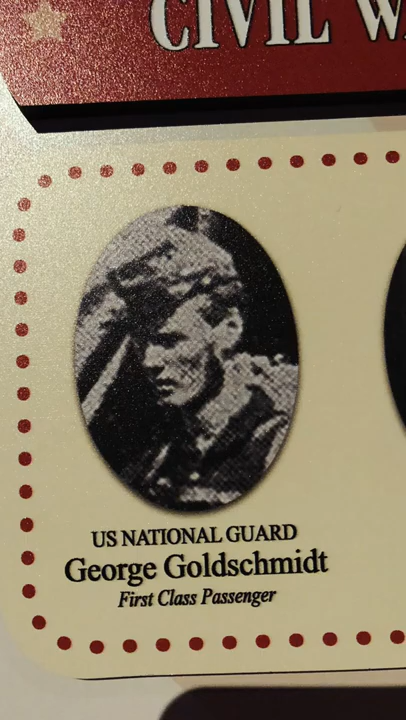 CIVIL
US NATIONAL GUARD
George Goldschmidt
First Class Passenger